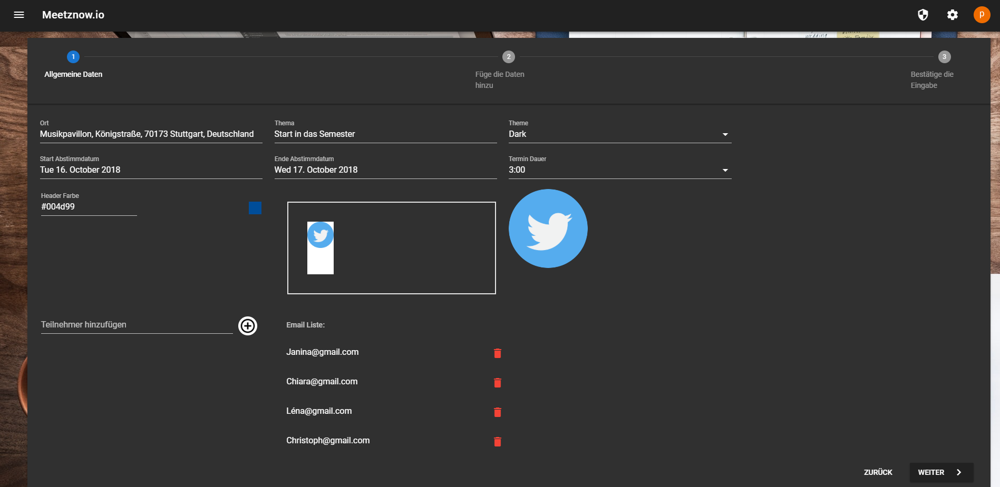 Meetznow.io
p
wedding
1
2
3
Allgemeine Daten
Füge die Daten
hinzu
Bestätige die
Eingabe
Ort
Musikpavillon, Königstraße, 70173 Stuttgart, Deutschland
Thema
Start in das Semester
Theme
Dark
Start Abstimmdatum
Tue 16. October 2018
Ende Abstimmdatum
Wed 17. October 2018
Termin Dauer
3:00
Header Farbe
#004d99
Teilnehmer hinzufügen
Email Liste:
Janina@gmail.com
Chiara@gmail.com
Léna@gmail.com
Christoph@gmail.com
ZURÜCK
WEITER